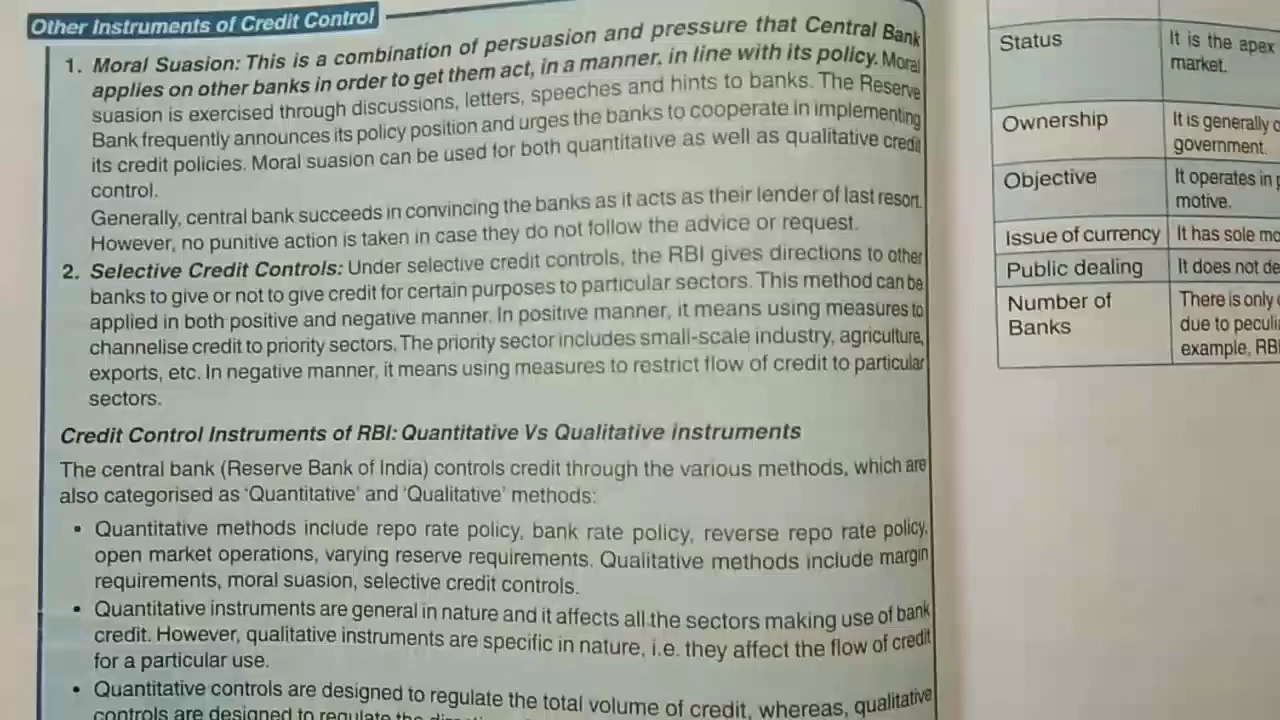 Other Instruments of Credit Control
1. Moral Suasion: This is a combination of persuasion and pressure that Central Bank
applies on other banks in order to get them act, in a manner, in line with its policy. Moral
suasion is exercised through discussions, letters, speeches and hints to banks. The Reserve
Bank frequently announces its policy position and urges the banks to cooperate in implementing
its credit policies. Moral suasion can be used for both quantitative as well as qualitative credit
control.
Generally, central bank succeeds in convincing the banks as it acts as their lender of last resort.
However, no punitive action is taken in case they do not follow the advice or request.
2. Selective Credit Controls: Under selective credit controls, the RBI gives directions to other
banks to give or not to give credit for certain purposes to particular sectors. This method can be
applied in both positive and negative manner. In positive manner, it means using measures to
channelise credit to priority sectors. The priority sector includes small-scale industry, agriculture,
exports, etc. In negative manner, it means using measures to restrict flow of credit to particular
sectors.
Credit Control Instruments of RBI: Quantitative Vs Qualitative instruments
The central bank (Reserve Bank of India) controls credit through the various methods, which are
also categorised as 'Quantitative' and 'Qualitative' methods:
• Quantitative methods include repo rate policy, bank rate policy, reverse repo rate policy,
open market operations, varying reserve requirements. Qualitative methods include margin
requirements, moral suasion, selective credit controls.
• Quantitative instruments are general in nature and it affects all the sectors making use of bank
credit. However, qualitative instruments are specific in nature, i.e. they affect the flow of credit
for a particular use.
• Quantitative controls are designed to regulate the total volume of credit, whereas, qualitative
controls are designed to regulate the
Status
It is the apex
market.
Ownership
It is generally
government.
Objective
It operates in
motive.
Issue of currency
It has sole
Public dealing
It does not
Number of
Banks
There is only
due to
example, RBI